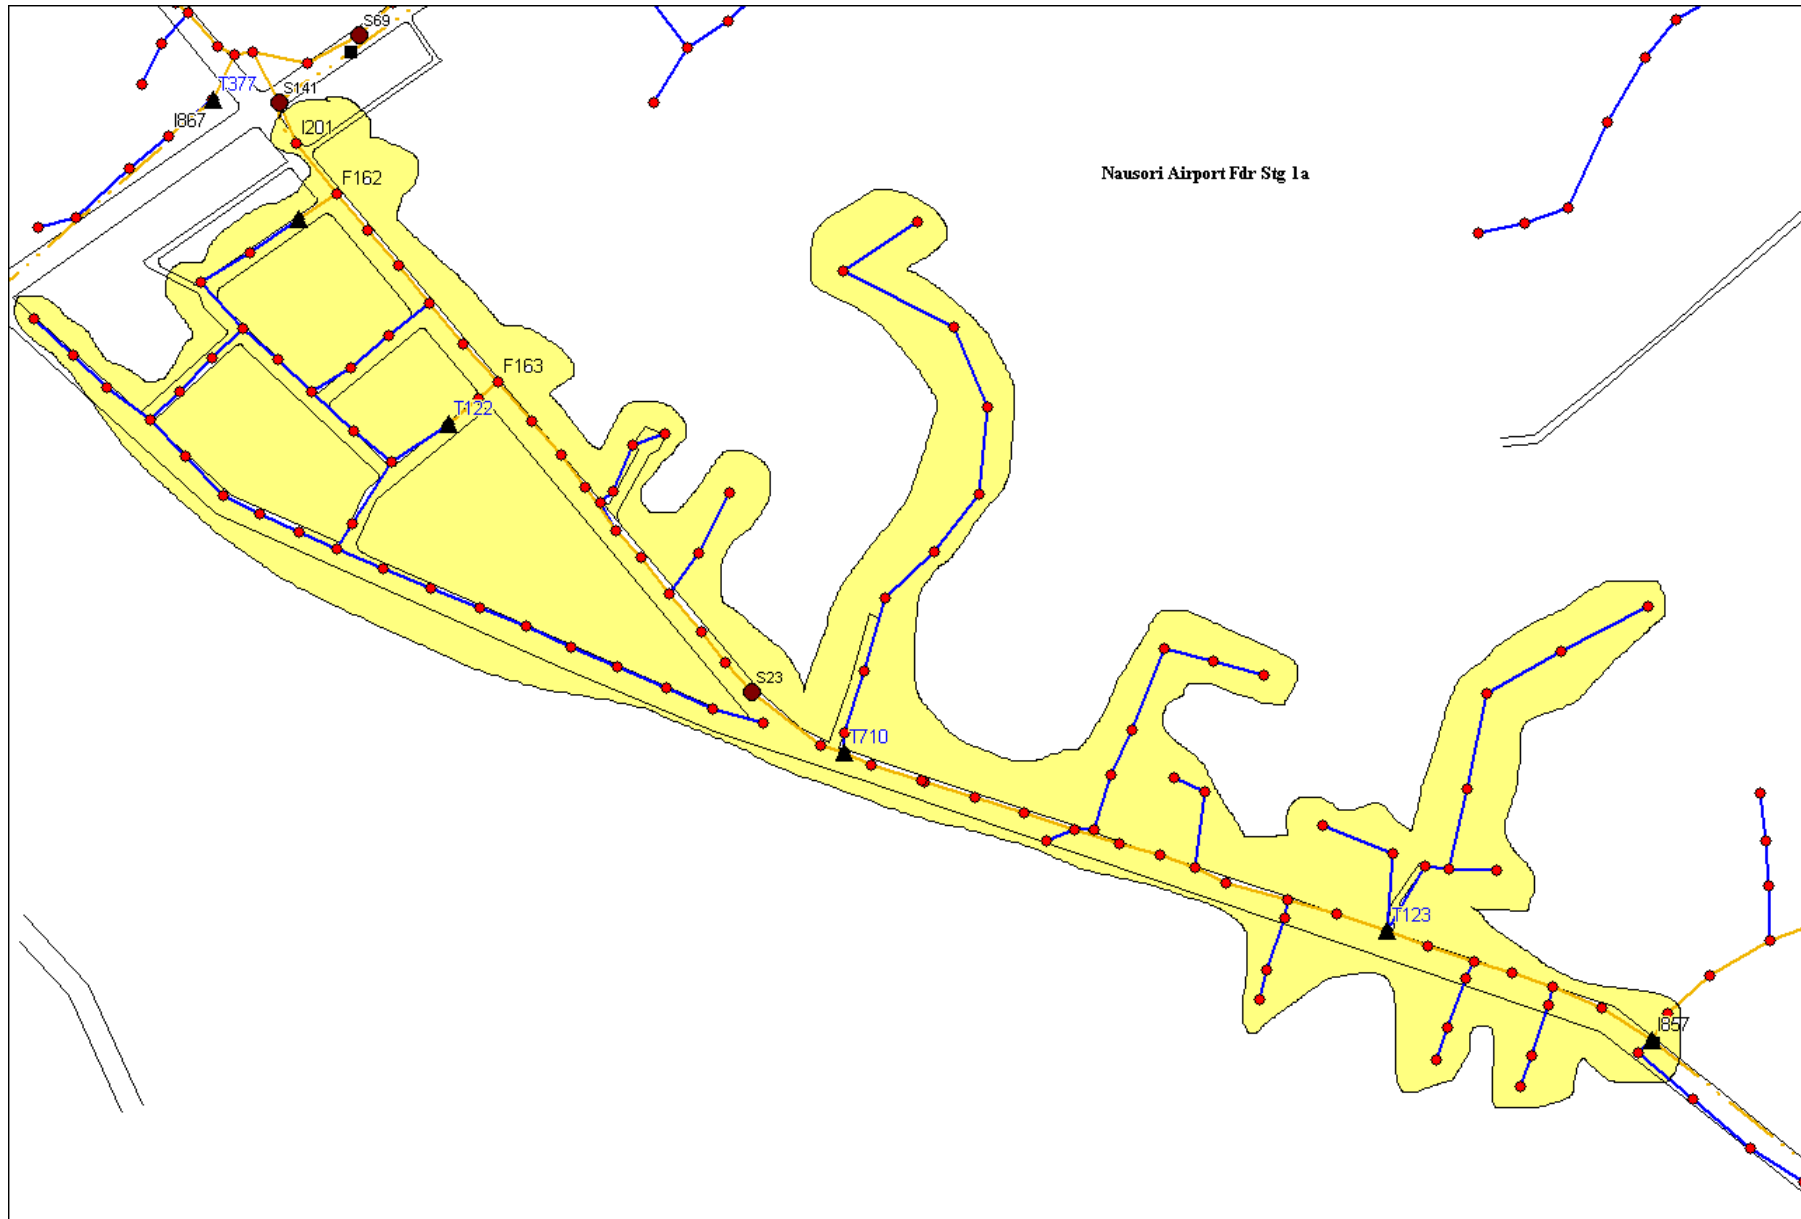 S69
T377
S141
I867
I201
Nausori Airport Fdr Stg 1a
F162
F163
T122
S23
T710
T123
I857